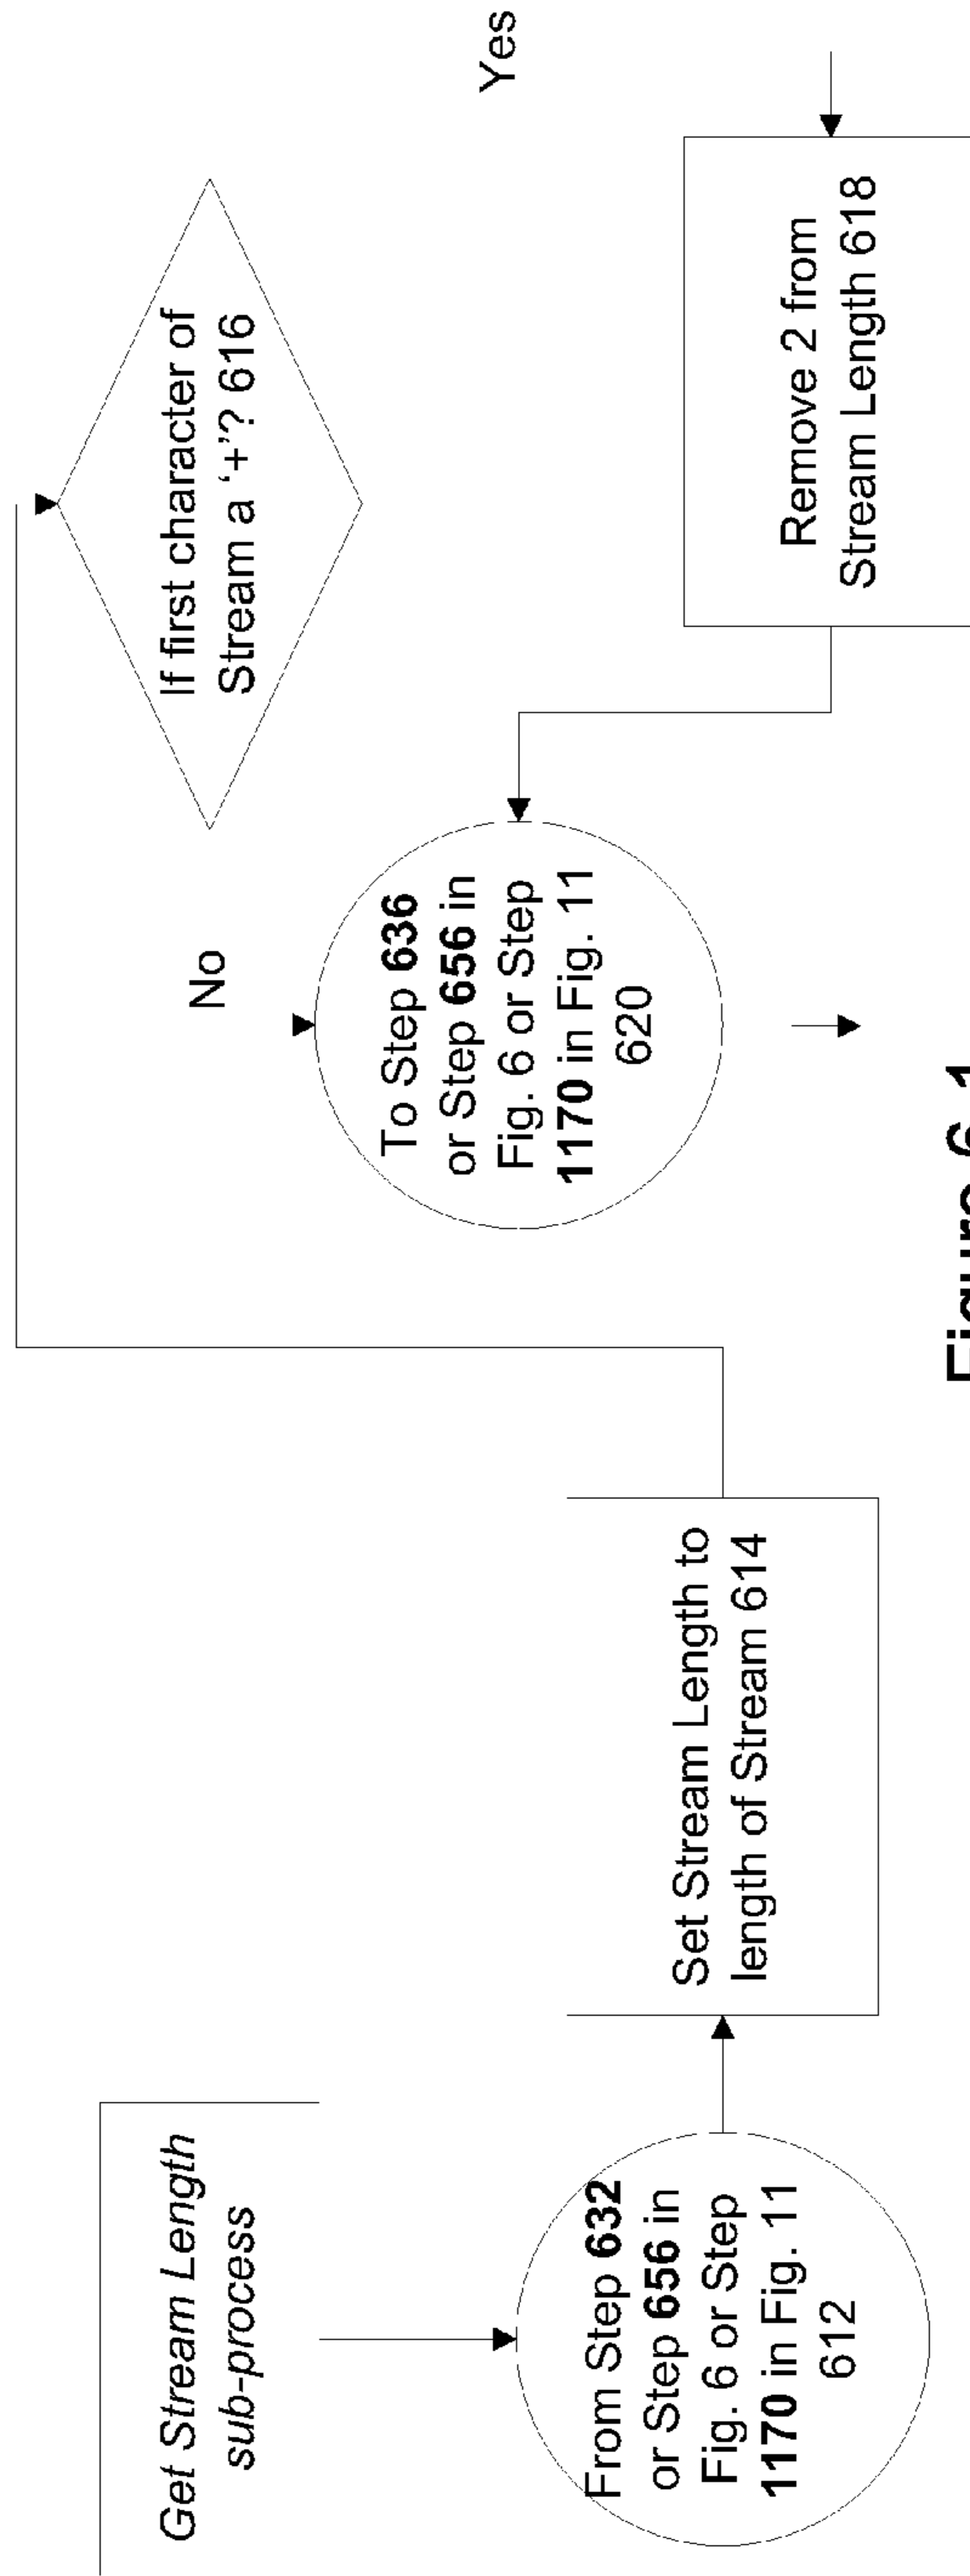 Get Stream Length
sub-process
From Step 632
or Step 656 in
Fig. 6 or Step
1170 in Fig. 11
612
Set Stream Length to
length of Stream 614
If first character of
Stream a ‘+’? 616
No
Yes
To Step 636
or Step 656 in
Fig. 6 or Step
1170 in Fig. 11
620
Remove 2 from
Stream Length 618
Figure 6.1